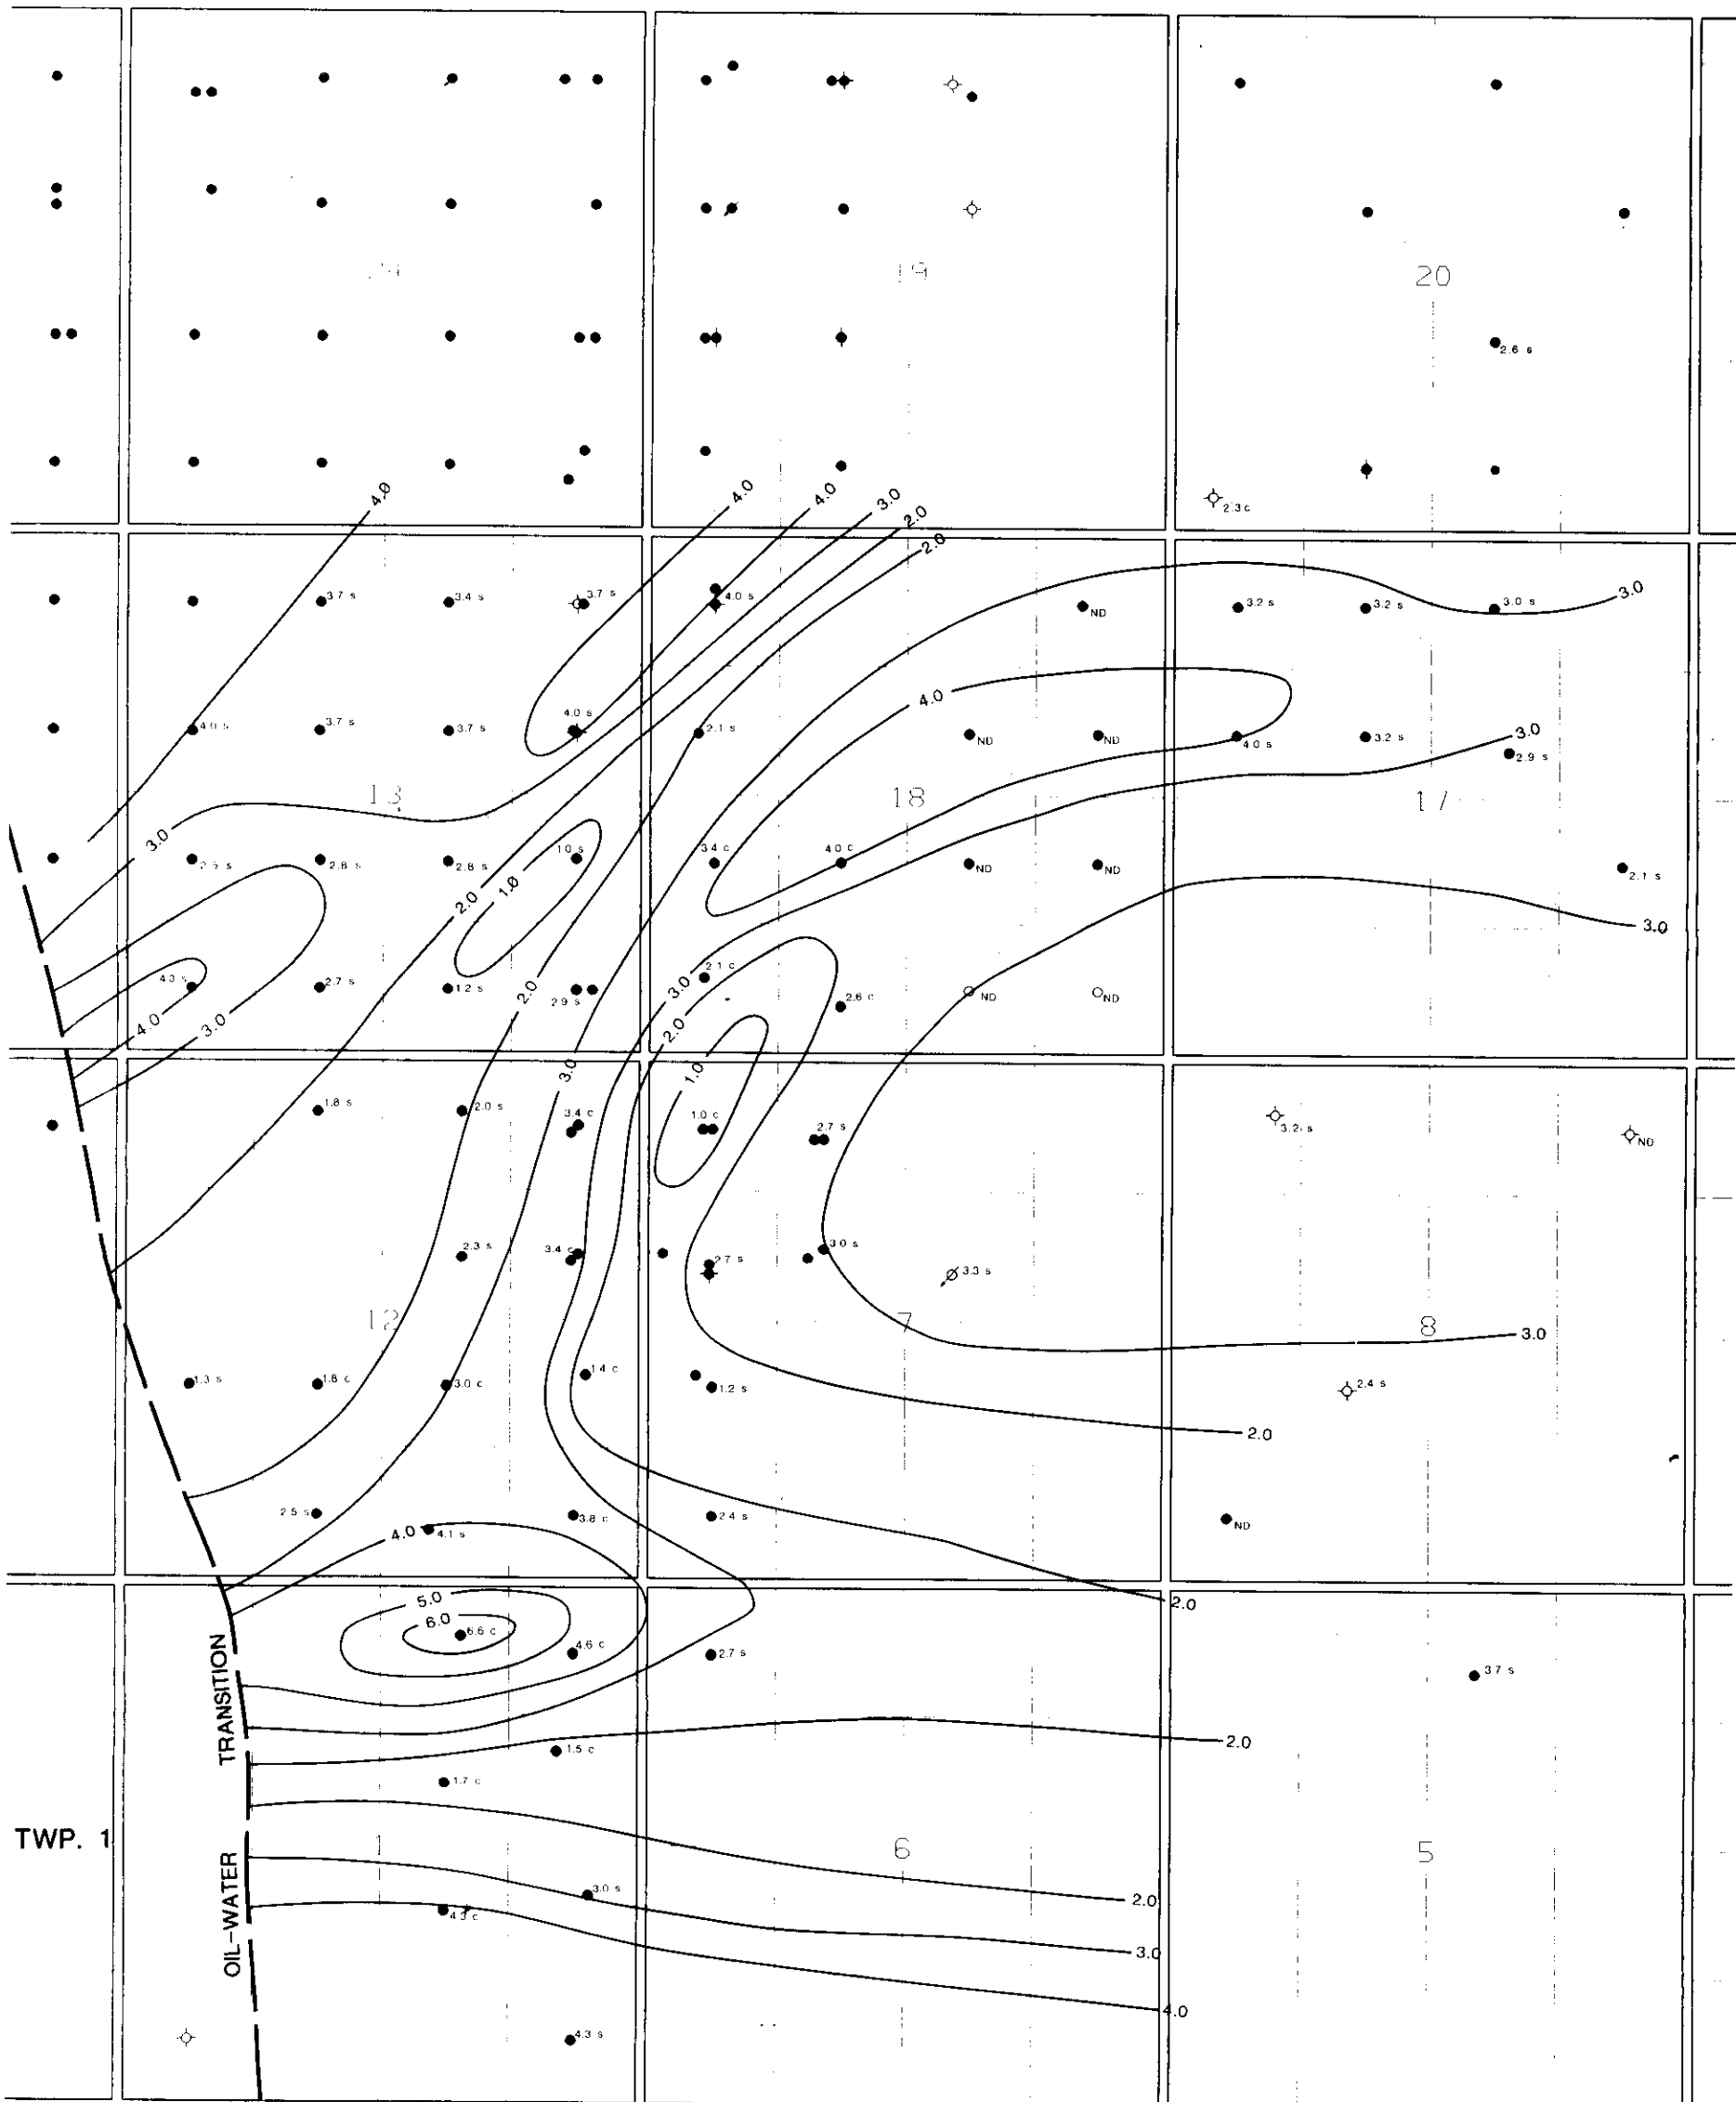 19
20
2.6 s
4.0
4.0
4.0
3.0
2.0
2.3 c
2.0
3.7 s
3.4 s
3.7 s
4.0 s
ND
3.2 s
3.2 s
3.0 s
3.0
4.0
4.0 s
3.7 s
3.7 s
4.0 s
2.1 s
ND
ND
4.0 s
3.2 s
3.0
2.9 s
13
18
17
3.0
2.8 s
2.8 s
1.0 s
3.4 c
4.0 c
ND
ND
2.1 s
1.0
2.0
3.0
2.7 s
1.2 s
2.9 s
2.0
3.0
2.1 c
2.6 c
ND
ND
4.0
3.0
2.0
3.0
1.0
1.8 s
2.0 s
3.4 c
1.0 c
2.7 s
3.2 s
ND
2.3 s
3.4 c
2.7 s
3.0 s
3.3 s
12
7
8
3.0
1.3 s
1.8 c
3.0 c
1.4 c
1.2 s
2.4 s
2.0
2.5 s
4.0
4.1 s
3.8 c
2.4 s
ND
5.0
2.0
6.0
6.6 c
4.6 c
2.7 s
3.7 s
OIL-WATER TRANSITION
2.0
1.5 c
1.7 c
TWP. 1
1
6
5
3.0 s
2.0
4.3 c
3.0
4.0
4.3 s